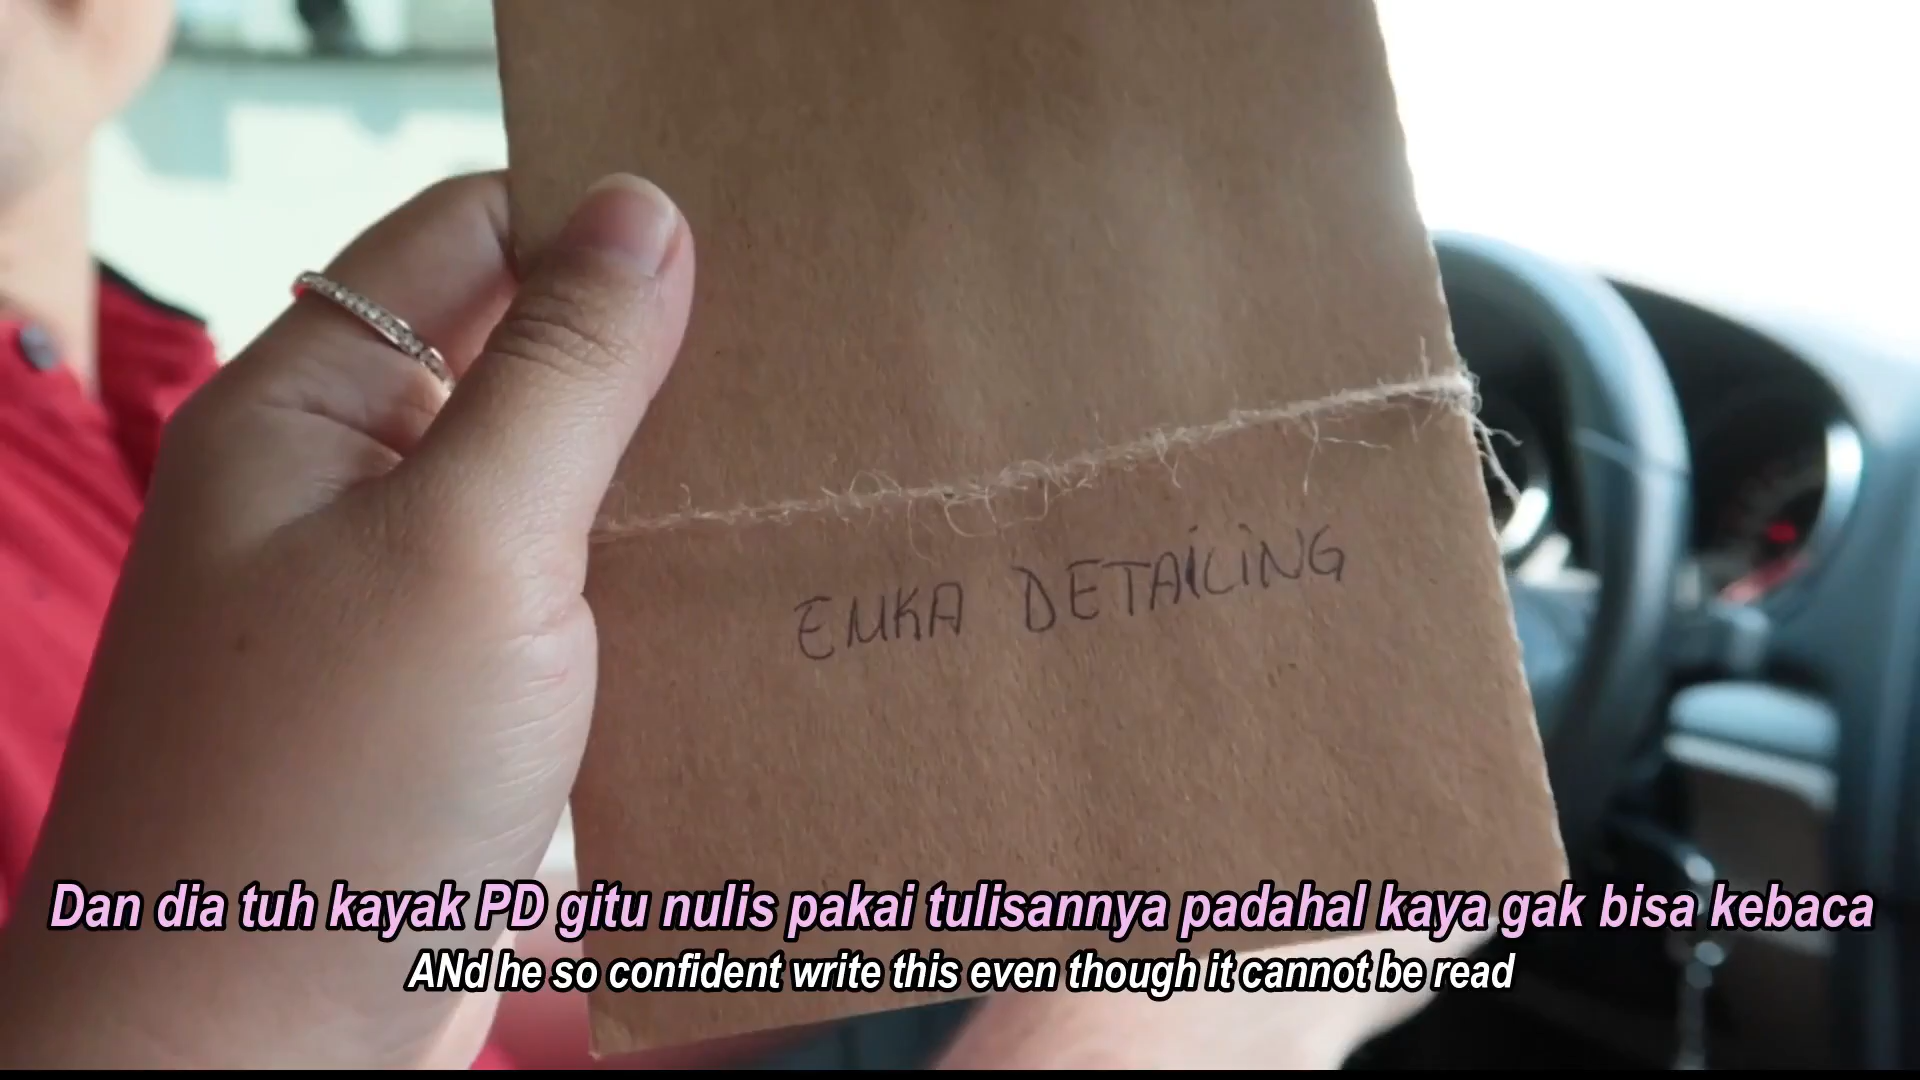 ENKA DETAiLiNG
Dan dia tuh kayak PD gitu nulis pakai tulisannya padahal kaya gak bisa kebaca
ANd he so confident write this even though it cannot be read